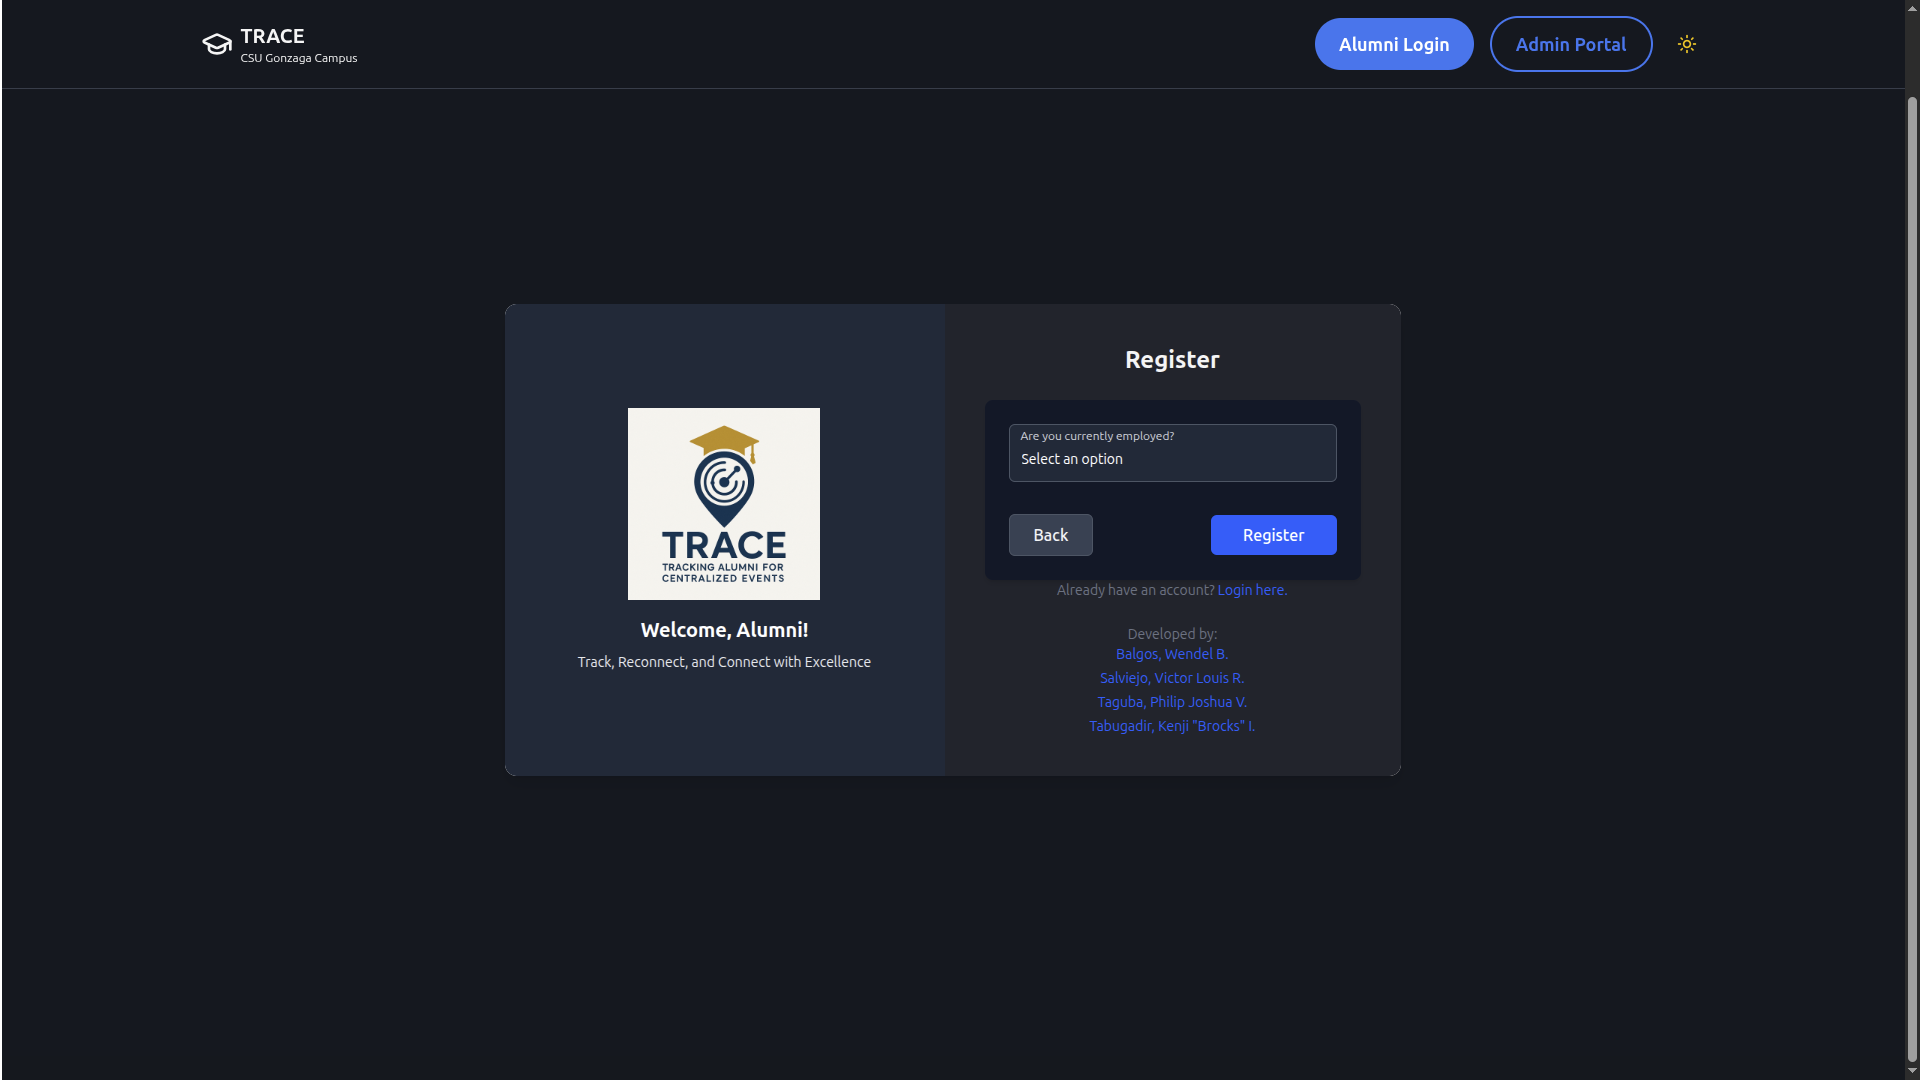 TRACE
CSU Gonzaga Campus
Alumni Login
Admin Portal
TRACE
TRACKING ALUMNI FOR
CENTRALIZED EVENTS
Welcome, Alumni!
Track, Reconnect, and Connect with Excellence
Register
Are you currently employed?
Select an option
Back
Register
Already have an account? Login here.
Developed by:
Balgos, Wendel B.
Salviejo, Victor Louis R.
Taguba, Philip Joshua V.
Tabugadir, Kenji "Brocks" I.